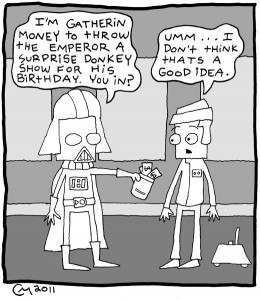 I'M GATHERIN
MONEY TO THROW
THE EMPEROR A
SURPRISE DONKEY
SHOW FOR HIS
BIRTHDAY. YOU IN?
UMM... I
DON'T THINK
THATS A
GOOD IDEA.
2011